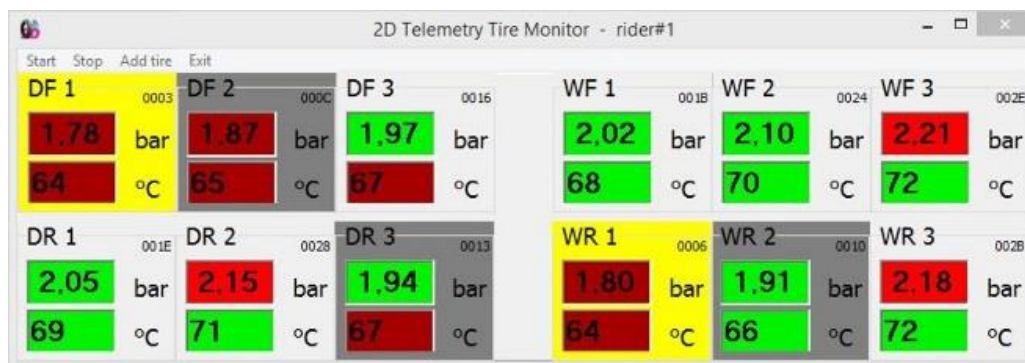 2D Telemetry Tire Monitor - rider#1
Start Stop Add tire Exit
DF 1 0003 DF 2 000C DF 3 0016 WF 1 001B WF 2 0024 WF 3 002E
1,78 bar 1,87 bar 1,97 bar 2,02 bar 2,10 bar 2,21 bar
64 °C 65 °C 67 °C 68 °C 70 °C 72 °C
DR 1 001E DR 2 0028 DR 3 0013 WR 1 0006 WR 2 0010 WR 3 002B
2,05 bar 2,15 bar 1,94 bar 1,80 bar 1,91 bar 2,18 bar
69 °C 71 °C 67 °C 64 °C 66 °C 72 °C